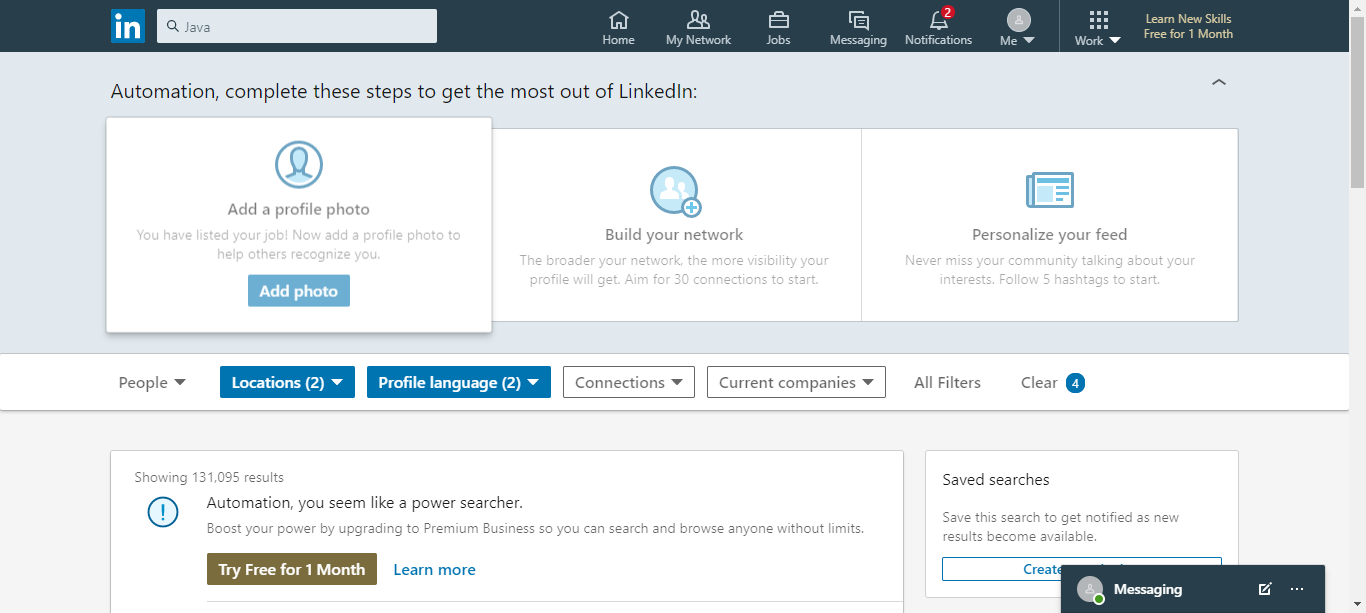 in
Java
Home
My Network
Jobs
Messaging
2
Notifications
Me
Work
Learn New Skills
Free for 1 Month
Automation, complete these steps to get the most out of LinkedIn:
Add a profile photo
You have listed your job! Now add a profile photo to
help others recognize you.
Add photo
Build your network
The broader your network, the more visibility your
profile will get. Aim for 30 connections to start.
Personalize your feed
Never miss your community talking about your
interests. Follow 5 hashtags to start.
People
Locations (2)
Profile language (2)
Connections
Current companies
All Filters
Clear 4
Showing 131,095 results
Automation, you seem like a power searcher.
Boost your power by upgrading to Premium Business so you can search and browse anyone without limits.
Try Free for 1 Month
Learn more
Saved searches
Save this search to get notified as new
results become available.
Create
Messaging